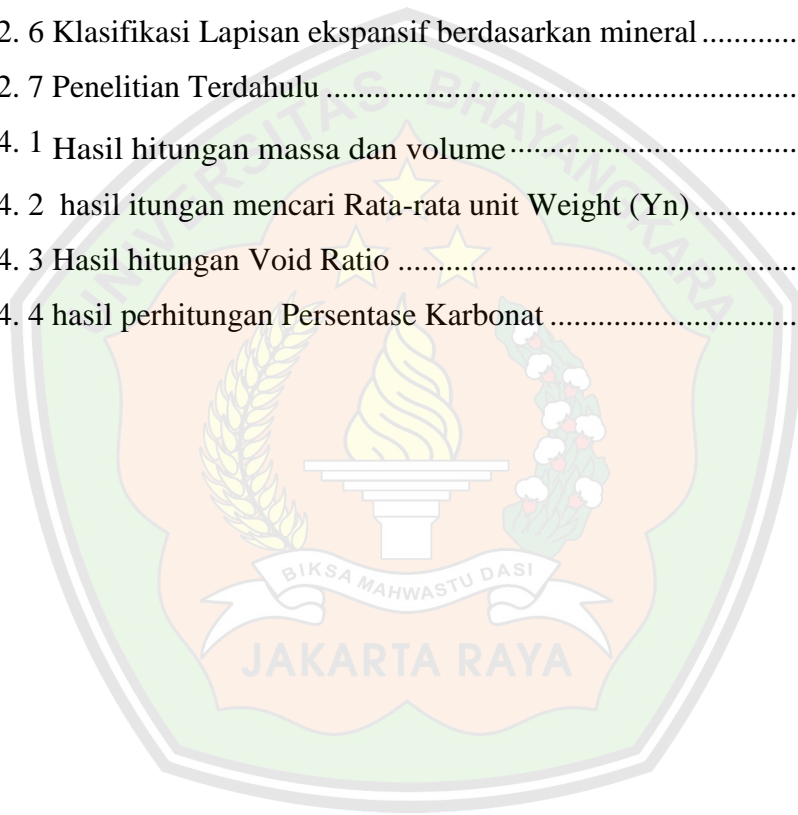 2. 6 Klasifikasi Lapisan ekspansif berdasarkan mineral............
2. 7 Penelitian Terdahulu..........................................................
4. 1 Hasil hitungan massa dan volume....................................
4. 2  hasil itungan mencari Rata-rata unit Weight (Yn).............
4. 3 Hasil hitungan Void Ratio.................................................
4. 4 hasil perhitungan Persentase Karbonat..............................
UNIVERSITAS BHAYANGKARA
BIKSA MAHWASTU DASI
JAKARTA RAYA